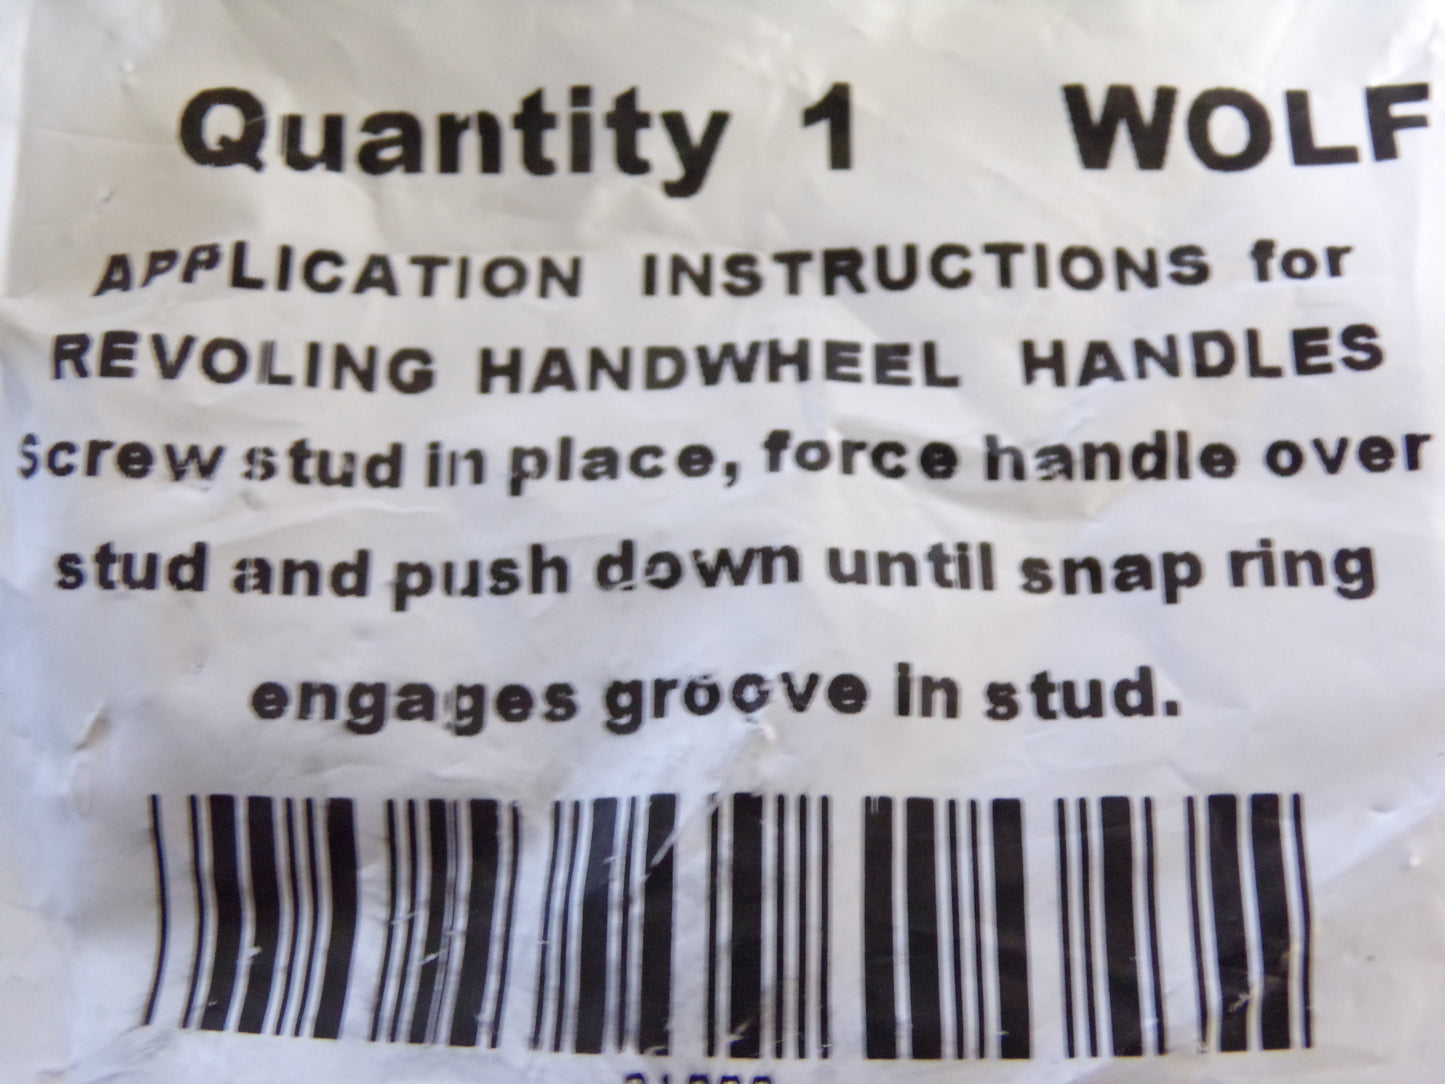 Quantity 1 WOLF
APPLICATION INSTRUCTIONS for
REVOLING HANDWHEEL HANDLES
Screw stud in place, force handle over
stud and push down until snap ring
engages groove in stud.